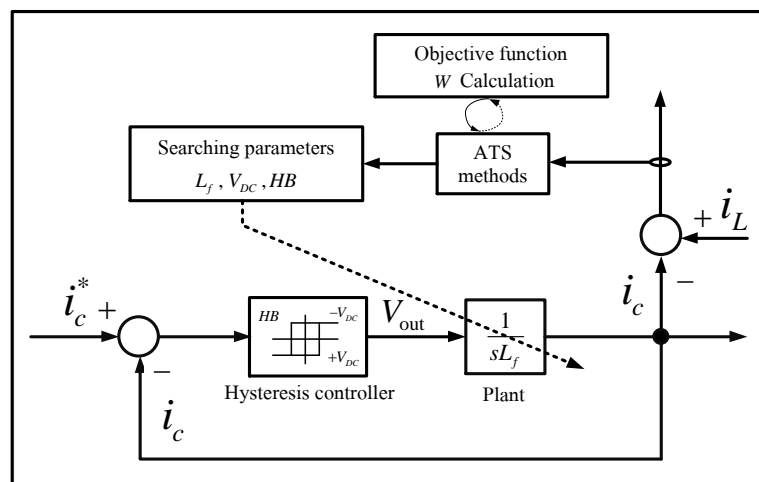 Objective function
W Calculation
Searching parameters
L_f , V_DC , HB
ATS
methods
+ i_L
i_c −
i_c^* +
−
i_c
HB −V_DC
+V_DC
Hysteresis controller
V_out
1
sL_f
Plant